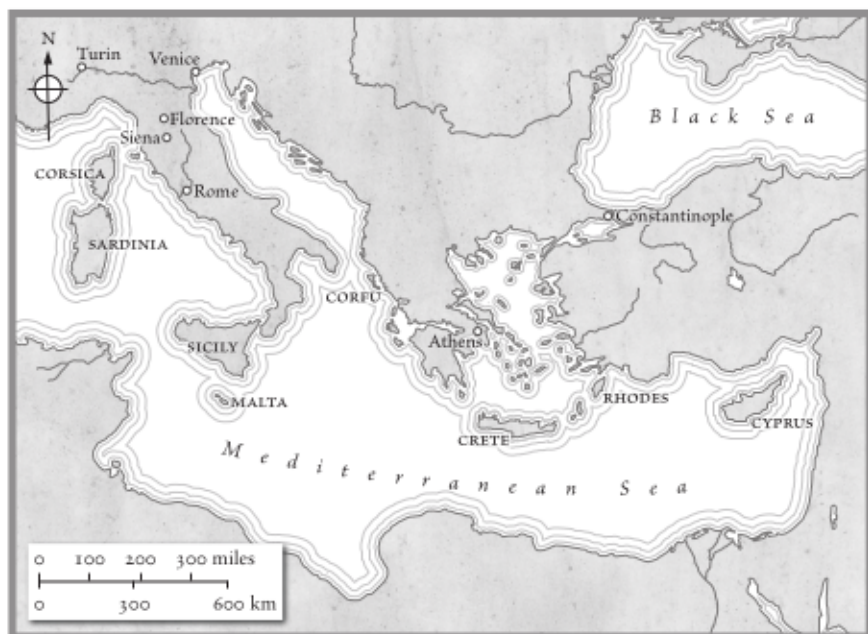 N
Turin
Venice
Black Sea
Florence
Siena
CORSICA
Rome
Constantinople
SARDINIA
CORFU
Athens
SICILY
RHODES
MALTA
CYPRUS
CRETE
Mediterranean Sea
0 100 200 300 miles
0 300 600 km